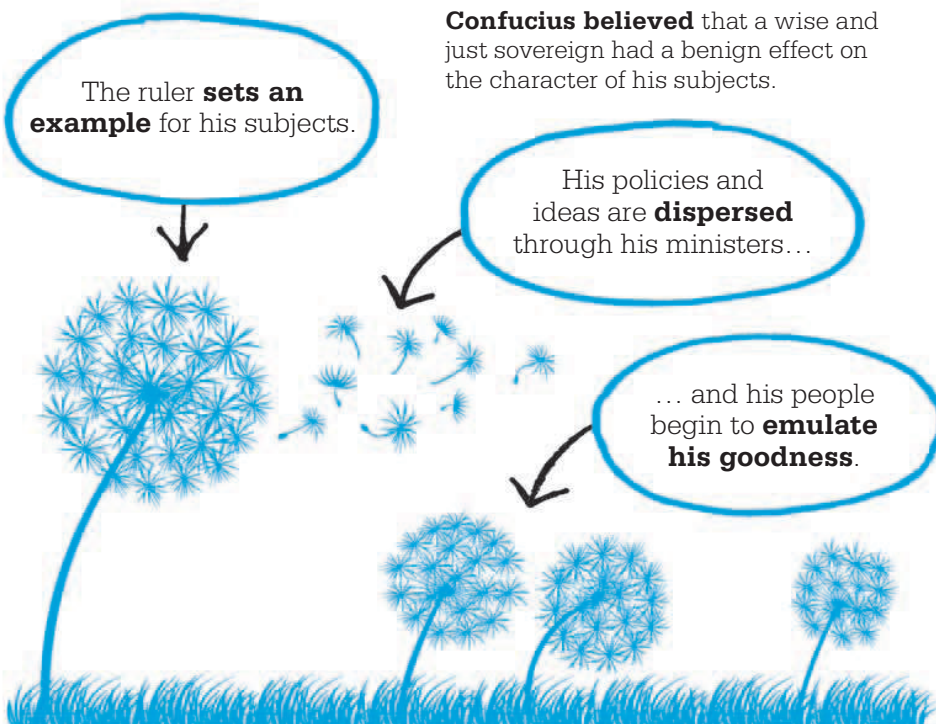 Confucius believed that a wise and
just sovereign had a benign effect on
the character of his subjects.
The ruler sets an
example for his subjects.
His policies and
ideas are dispersed
through his ministers…
… and his people
begin to emulate
his goodness.